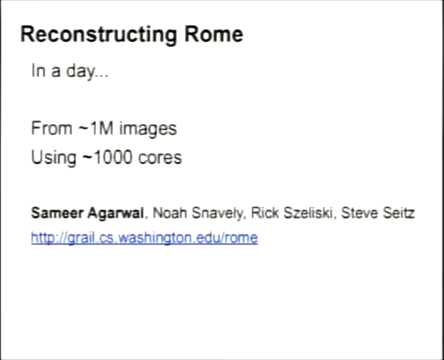 Reconstructing Rome
In a day...
From ~1M images
Using ~1000 cores
Sameer Agarwal, Noah Snavely, Rick Szeliski, Steve Seitz
http://grail.cs.washington.edu/rome